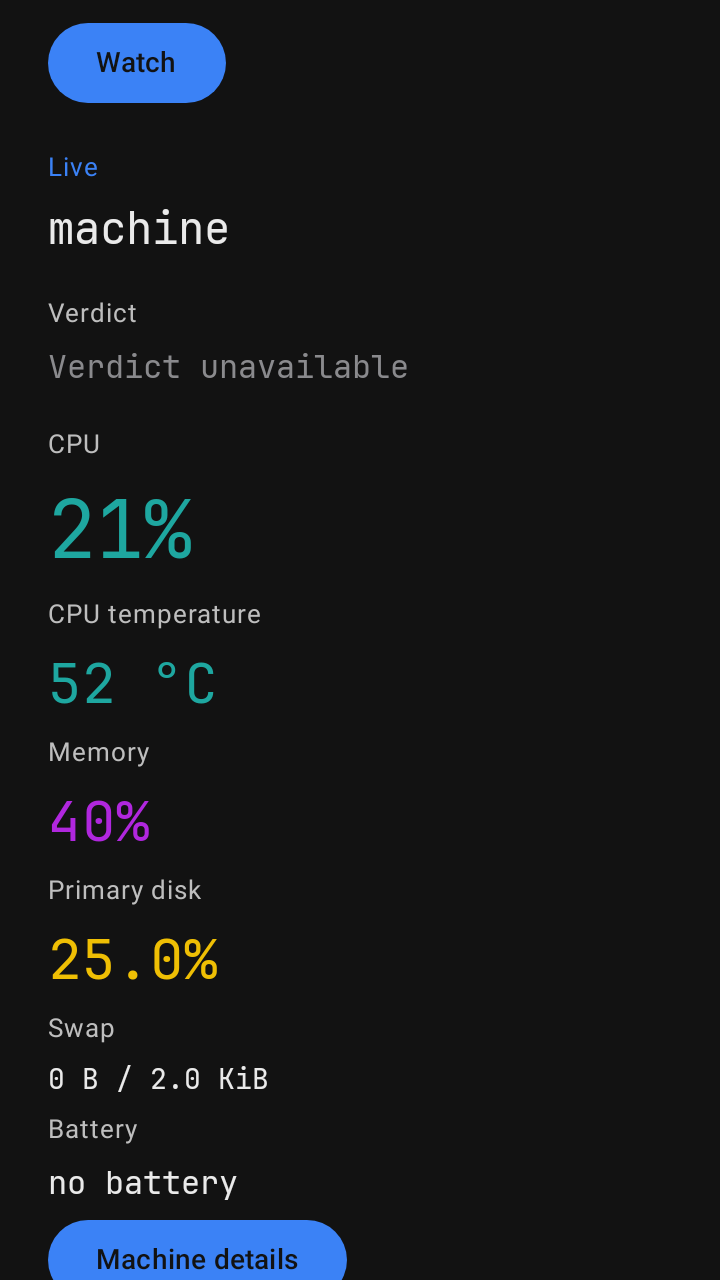 Watch
Live
machine
Verdict
Verdict unavailable
CPU
21%
CPU temperature
52 °C
Memory
40%
Primary disk
25.0%
Swap
0 B / 2.0 KiB
Battery
no battery
Machine details